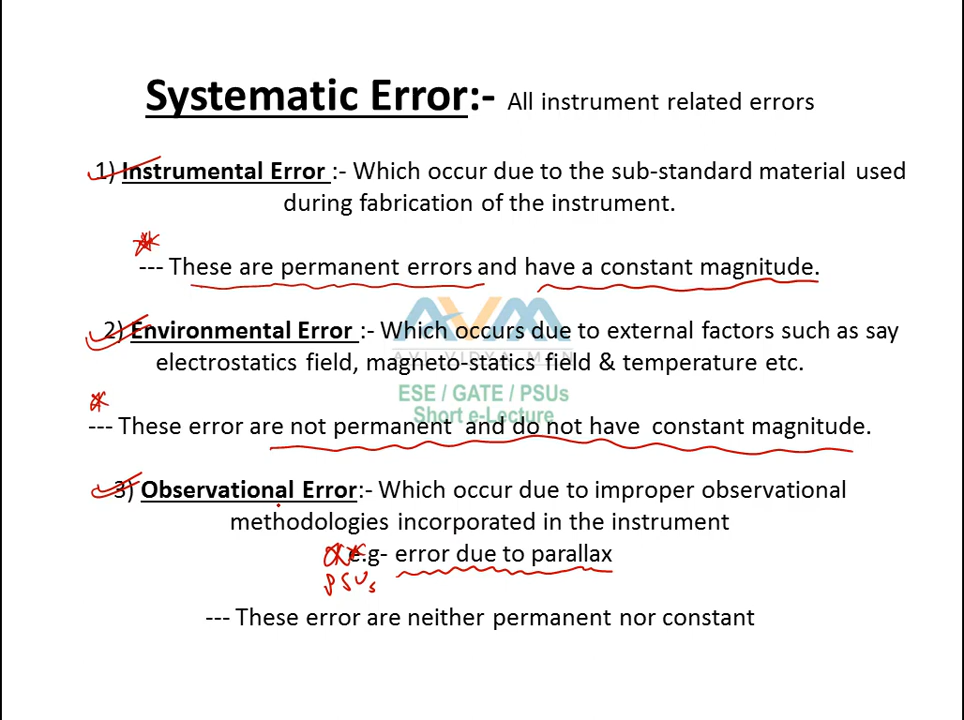 Systematic Error:- All instrument related errors
1) Instrumental Error :- Which occur due to the sub-standard material used
during fabrication of the instrument.
--- These are permanent errors and have a constant magnitude.
2) Environmental Error :- Which occurs due to external factors such as say
AVM
AVI VIDYA MAN
electrostatics field, magneto-statics field & temperature etc.
ESE / GATE / PSUs
Short e-Lecture
--- These error are not permanent and do not have constant magnitude.
3) Observational Error:- Which occur due to improper observational
methodologies incorporated in the instrument
e.g- error due to parallax
PSUs
--- These error are neither permanent nor constant